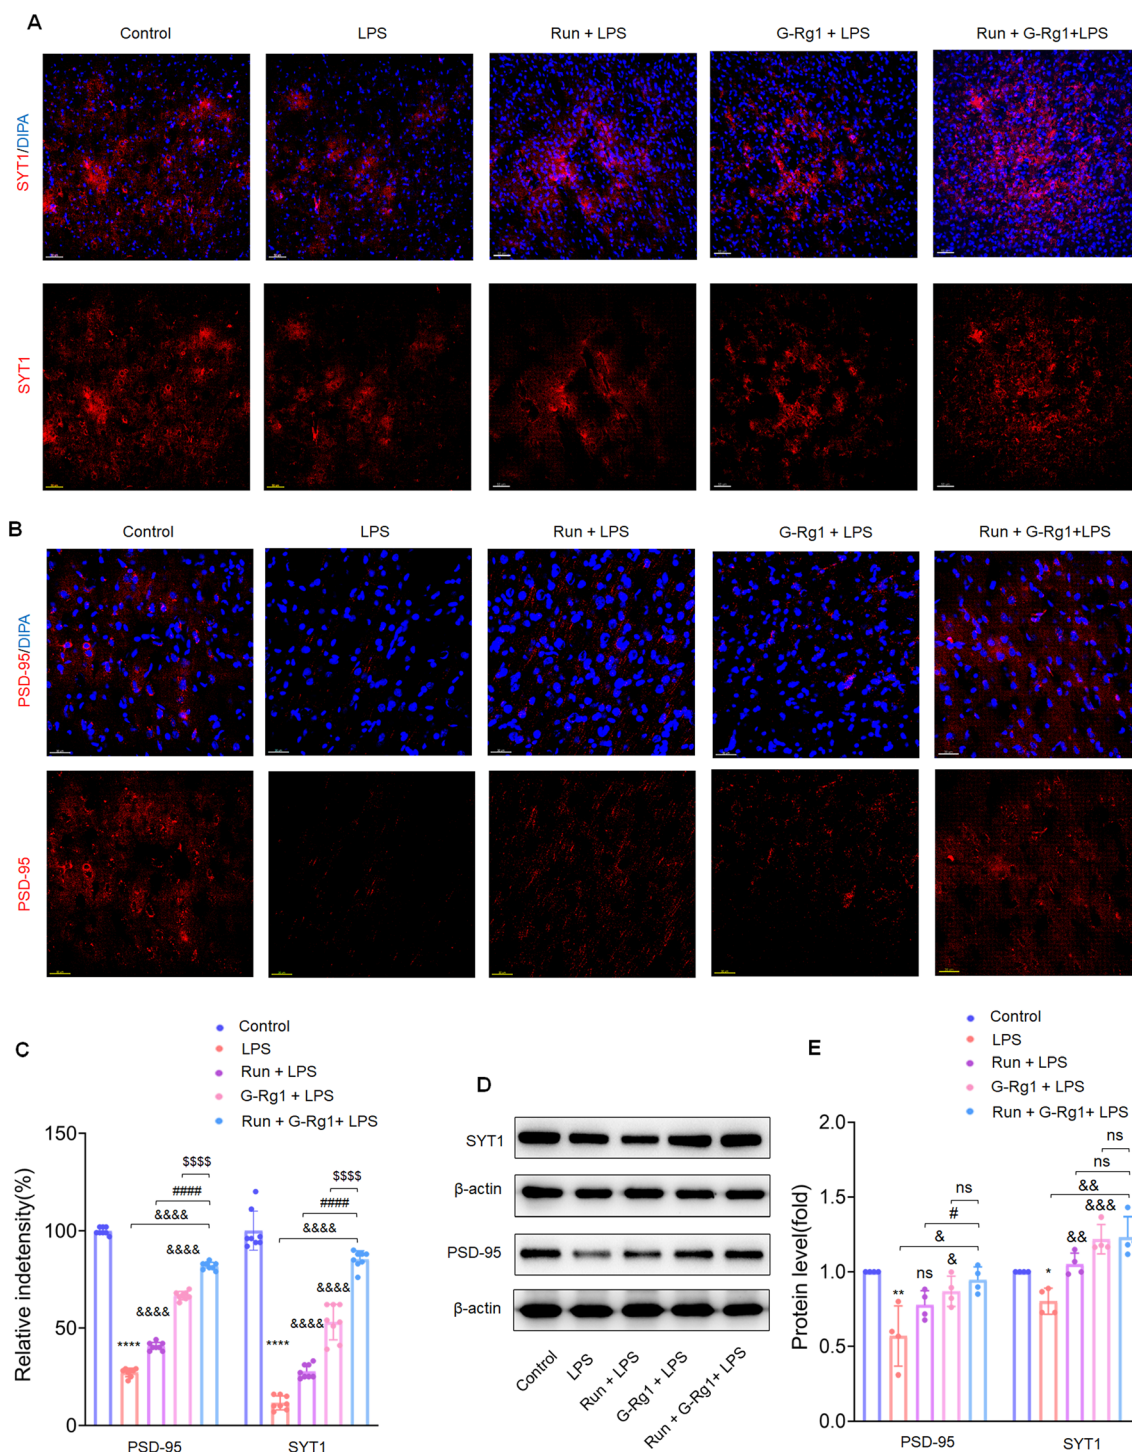 A
Control
LPS
Run + LPS
G-Rg1 + LPS
Run + G-Rg1+LPS
SYT1/DIPA
SYT1
B
Control
LPS
Run + LPS
G-Rg1 + LPS
Run + G-Rg1+LPS
PSD-95/DIPA
PSD-95
C
Control
LPS
Run + LPS
G-Rg1 + LPS
Run + G-Rg1+ LPS
Relative indetensity(%)
150
100
50
0
$$$$
####
&&&&
&&&&
&&&&
****
$$$$
####
&&&&
&&&&
&&&&
****
PSD-95
SYT1
D
SYT1
β-actin
PSD-95
β-actin
Control
LPS
Run + LPS
G-Rg1 + LPS
Run + G-Rg1+ LPS
E
Control
LPS
Run + LPS
G-Rg1 + LPS
Run + G-Rg1+ LPS
Protein level(fold)
2.0
1.5
1.0
0.5
0.0
ns
#
&
&
ns
**
ns
ns
&&
&&&
&&
*
PSD-95
SYT1